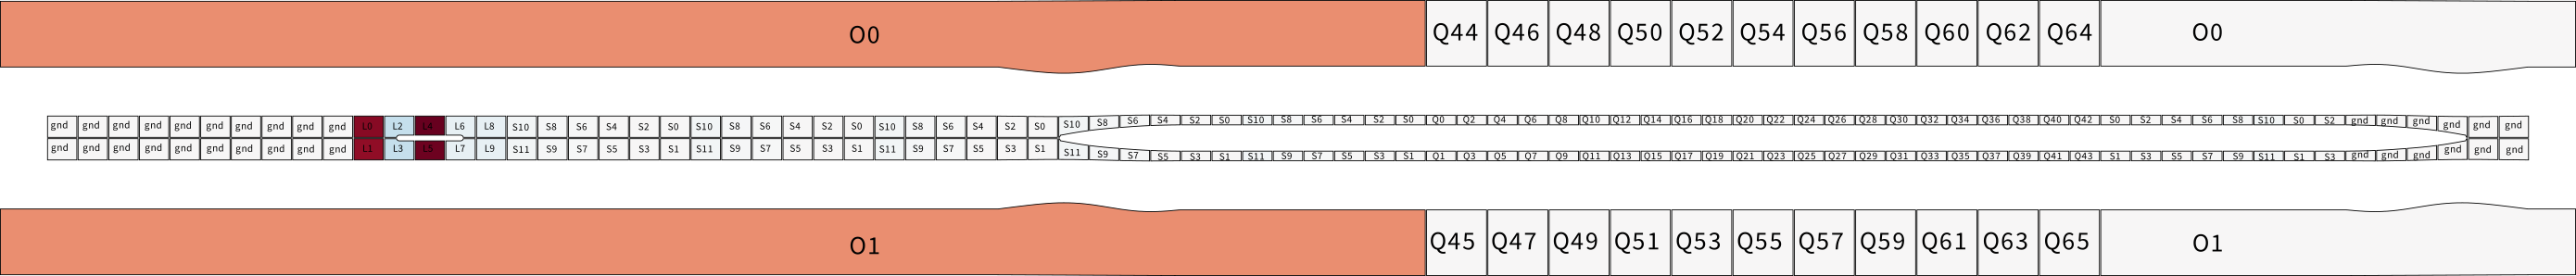 O0 Q44 Q46 Q48 Q50 Q52 Q54 Q56 Q58 Q60 Q62 Q64 O0
gnd gnd gnd gnd gnd gnd gnd gnd gnd gnd L0 L2 L4 L6 L8 S10 S8 S6 S4 S2 S0 S10 S8 S6 S4 S2 S0 S10 S8 S6 S4 S2 S0 S10 S8 S6 S4 S2 S0 S10 S8 S6 S4 S2 S0 Q0 Q2 Q4 Q6 Q8 Q10 Q12 Q14 Q16 Q18 Q20 Q22 Q24 Q26 Q28 Q30 Q32 Q34 Q36 Q38 Q40 Q42 S0 S2 S4 S6 S8 S10 S0 S2 gnd gnd gnd gnd gnd gnd
gnd gnd gnd gnd gnd gnd gnd gnd gnd gnd L1 L3 L5 L7 L9 S11 S9 S7 S5 S3 S1 S11 S9 S7 S5 S3 S1 S11 S9 S7 S5 S3 S1 S11 S9 S7 S5 S3 S1 S11 S9 S7 S5 S3 S1 Q1 Q3 Q5 Q7 Q9 Q11 Q13 Q15 Q17 Q19 Q21 Q23 Q25 Q27 Q29 Q31 Q33 Q35 Q37 Q39 Q41 Q43 S1 S3 S5 S7 S9 S11 S1 S3 gnd gnd gnd gnd gnd gnd
O1 Q45 Q47 Q49 Q51 Q53 Q55 Q57 Q59 Q61 Q63 Q65 O1